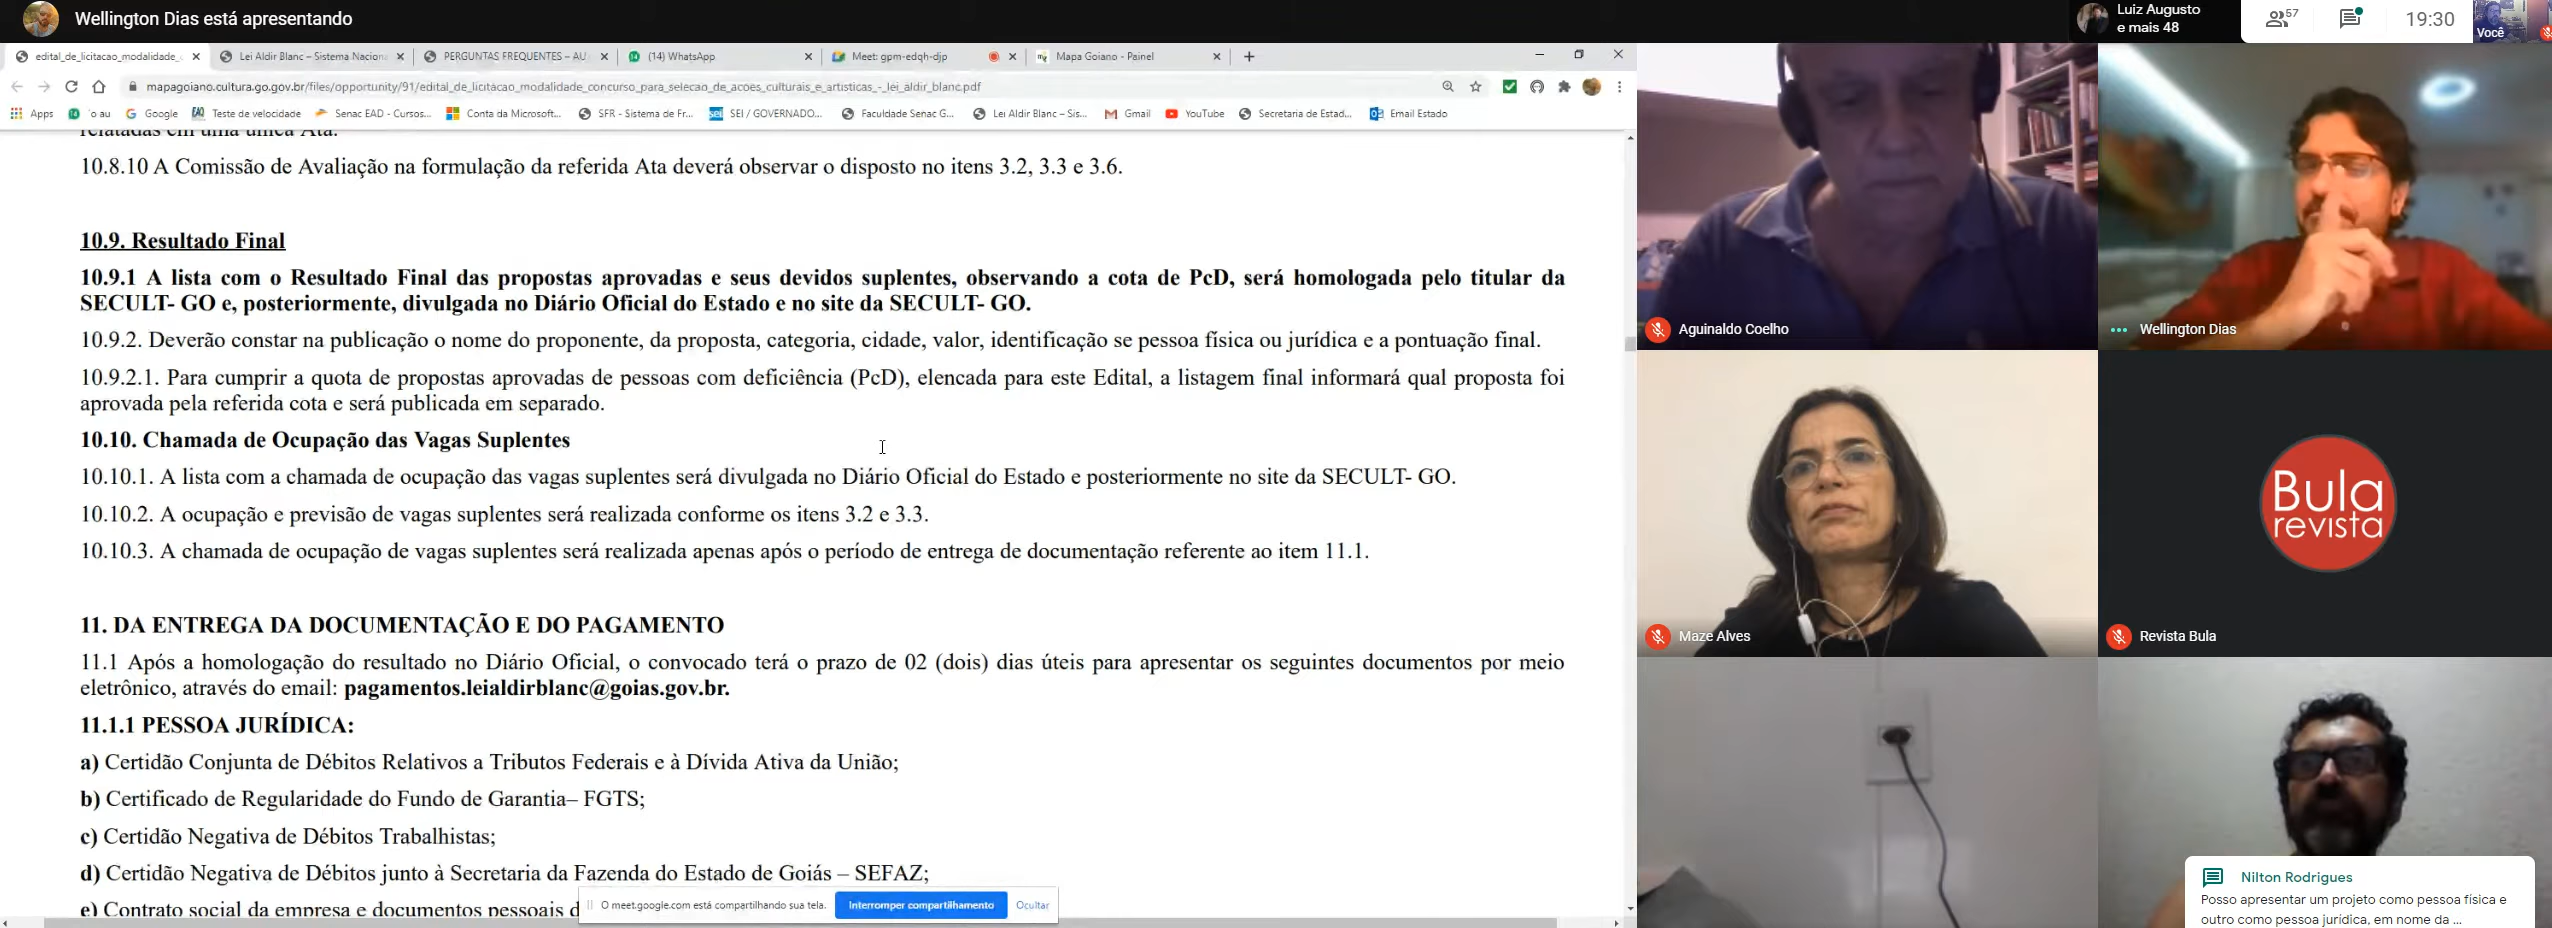 Wellington Dias está apresentando
Luiz Augusto
e mais 48
57
19:30
Você
edital_de_licitacao_modalidade_
Lei Aldir Blanc – Sistema Nacion
PERGUNTAS FREQUENTES – AU
(14) WhatsApp
Meet: gpm-edqh-djp
Mapa Goiano - Painel
mapagoiano.cultura.go.gov.br/files/opportunity/91/edital_de_licitacao_modalidade_concurso_para_selecao_de_acoes_culturais_e_artisticas_-_lei_aldir_blanc.pdf
Apps
'o au
Google
Teste de velocidade
Senac EAD - Cursos...
Conta da Microsoft...
SFR - Sistema de Fr...
SEI / GOVERNADO...
Faculdade Senac G...
Lei Aldir Blanc – Sis...
Gmail
YouTube
Secretaria de Estad...
Email Estado
relatadas em uma única Ata.
10.8.10 A Comissão de Avaliação na formulação da referida Ata deverá observar o disposto no itens 3.2, 3.3 e 3.6.
10.9. Resultado Final
10.9.1 A lista com o Resultado Final das propostas aprovadas e seus devidos suplentes, observando a cota de PcD, será homologada pelo titular da
SECULT- GO e, posteriormente, divulgada no Diário Oficial do Estado e no site da SECULT- GO.
10.9.2. Deverão constar na publicação o nome do proponente, da proposta, categoria, cidade, valor, identificação se pessoa física ou jurídica e a pontuação final.
10.9.2.1. Para cumprir a quota de propostas aprovadas de pessoas com deficiência (PcD), elencada para este Edital, a listagem final informará qual proposta foi
aprovada pela referida cota e será publicada em separado.
10.10. Chamada de Ocupação das Vagas Suplentes
10.10.1. A lista com a chamada de ocupação das vagas suplentes será divulgada no Diário Oficial do Estado e posteriormente no site da SECULT- GO.
10.10.2. A ocupação e previsão de vagas suplentes será realizada conforme os itens 3.2 e 3.3.
10.10.3. A chamada de ocupação de vagas suplentes será realizada apenas após o período de entrega de documentação referente ao item 11.1.
11. DA ENTREGA DA DOCUMENTAÇÃO E DO PAGAMENTO
11.1 Após a homologação do resultado no Diário Oficial, o convocado terá o prazo de 02 (dois) dias úteis para apresentar os seguintes documentos por meio
eletrônico, através do email: pagamentos.leialdirblanc@goias.gov.br.
11.1.1 PESSOA JURÍDICA:
a) Certidão Conjunta de Débitos Relativos a Tributos Federais e à Dívida Ativa da União;
b) Certificado de Regularidade do Fundo de Garantia– FGTS;
c) Certidão Negativa de Débitos Trabalhistas;
d) Certidão Negativa de Débitos junto à Secretaria da Fazenda do Estado de Goiás – SEFAZ;
e) Contrato social da empresa e documentos pessoais d
O meet.google.com está compartilhando sua tela.
Interromper compartilhamento
Ocultar
Aguinaldo Coelho
Wellington Dias
Maze Alves
Bula
revista
Revista Bula
Nilton Rodrigues
Posso apresentar um projeto como pessoa física e
outro como pessoa jurídica, em nome da ...